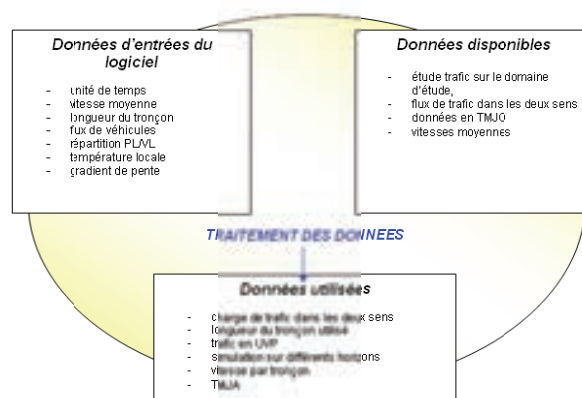 Données d'entrées du
logiciel
- unité de temps
- vitesse moyenne
- longueur du tronçon
- flux de véhicules
- répartition PL/VL
- température locale
- gradient de pente
Données disponibles
- étude trafic sur le domaine
d'étude,
- flux de trafic dans les deux sens
- données en TMJO
- vitesses moyennes
TRAITEMENT DES DONNEES
Données utilisées
- charge de trafic dans les deux sens
- longueur du tronçon utilisé
- trafic en UVP
- simulation sur différents horizons
- vitesse par tronçon
- TMJA